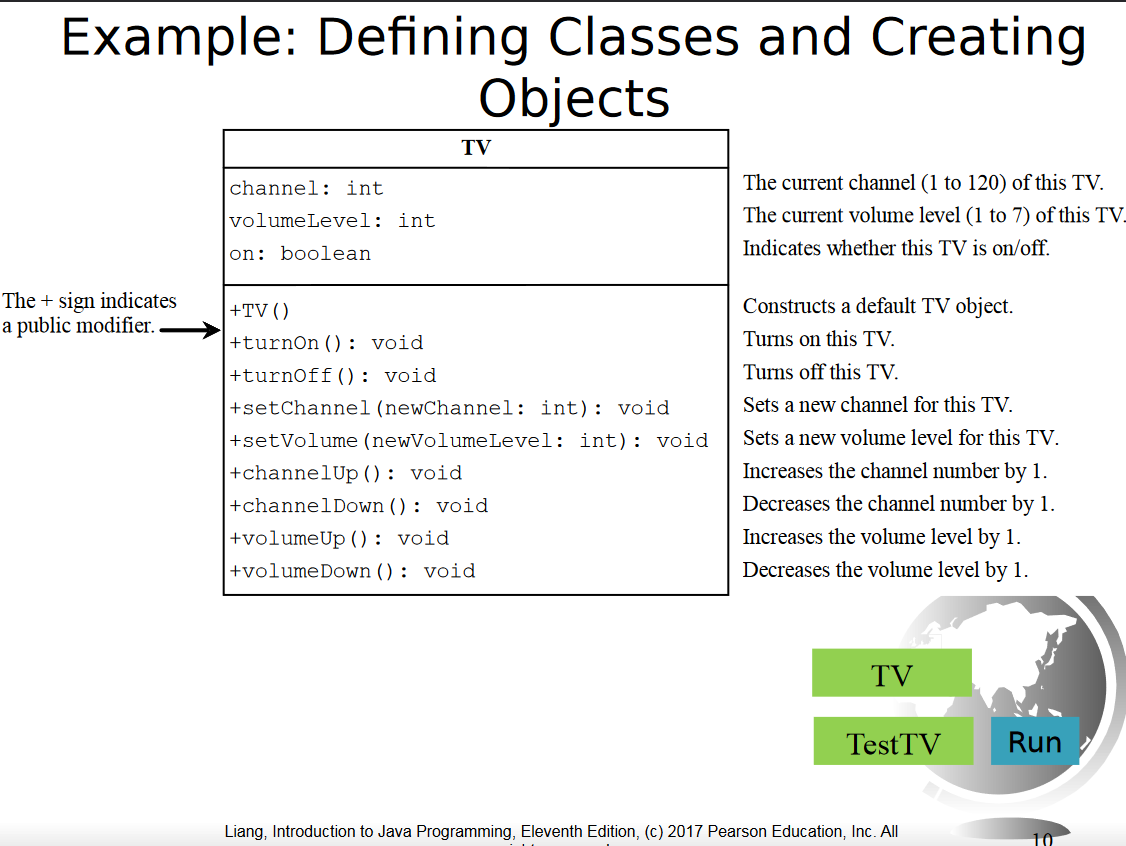 Example: Defining Classes and Creating
Objects
TV
channel: int
The current channel (1 to 120) of this TV.
volumeLevel: int
The current volume level (1 to 7) of this TV.
on: boolean
Indicates whether this TV is on/off.
The + sign indicates
a public modifier.
+TV()
Constructs a default TV object.
+turnOn(): void
Turns on this TV.
+turnOff(): void
Turns off this TV.
+setChannel(newChannel: int): void
Sets a new channel for this TV.
+setVolume(newVolumeLevel: int): void
Sets a new volume level for this TV.
+channelUp(): void
Increases the channel number by 1.
+channelDown(): void
Decreases the channel number by 1.
+volumeUp(): void
Increases the volume level by 1.
+volumeDown(): void
Decreases the volume level by 1.
TV
TestTV
Run
Liang, Introduction to Java Programming, Eleventh Edition, (c) 2017 Pearson Education, Inc. All
10